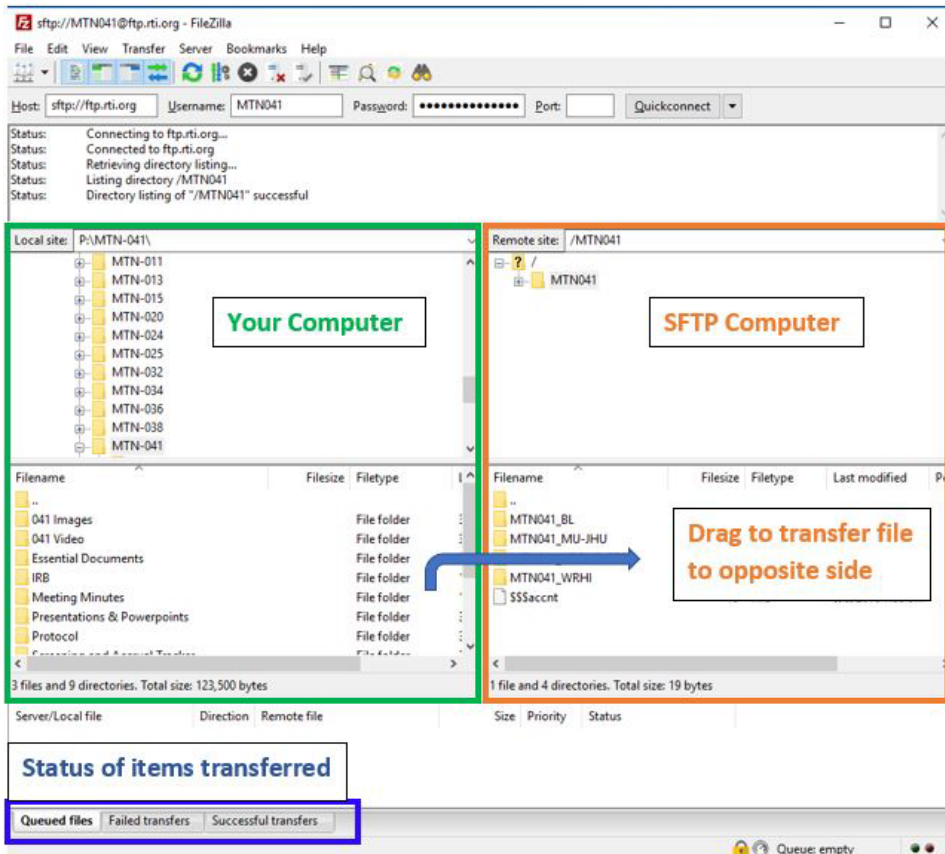 sftp://MTN041@ftp.rti.org - FileZilla
File Edit View Transfer Server Bookmarks Help
Host: sftp://ftp.rti.org Username: MTN041 Password: ●●●●●●●●●●●●●● Port: Quickconnect
Status: Connecting to ftp.rti.org...
Status: Connected to ftp.rti.org
Status: Retrieving directory listing...
Status: Listing directory /MTN041
Status: Directory listing of "/MTN041" successful
Local site: P:\MTN-041\
MTN-011
MTN-013
MTN-015
MTN-020
MTN-024
MTN-025
MTN-032
MTN-034
MTN-036
MTN-038
MTN-041
Your Computer
Filename Filesize Filetype
..
041 Images File folder
041 Video File folder
Essential Documents File folder
IRB File folder
Meeting Minutes File folder
Presentations & Powerpoints File folder
Protocol File folder
3 files and 9 directories. Total size: 123,500 bytes
Remote site: /MTN041
? /
MTN041
SFTP Computer
Filename Filesize Filetype Last modified
..
MTN041_BL
MTN041_MU-JHU
MTN041_WRHI
$$$accnt
Drag to transfer file
to opposite side
1 file and 4 directories. Total size: 19 bytes
Server/Local file Direction Remote file Size Priority Status
Status of items transferred
Queued files Failed transfers Successful transfers
Queue: empty